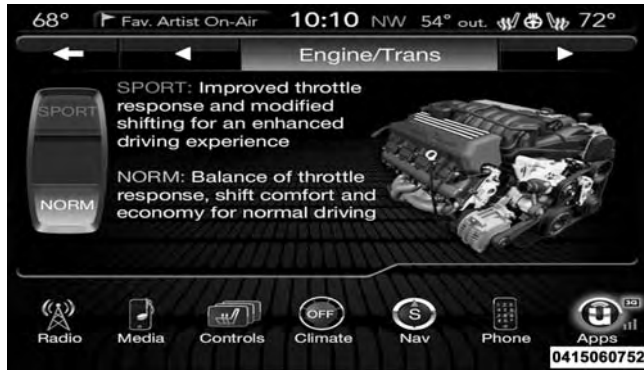 68° Fav. Artist On-Air 10:10 NW 54° out. 72°
Engine/Trans
SPORT
NORM
SPORT: Improved throttle
response and modified
shifting for an enhanced
driving experience
NORM: Balance of throttle
response, shift comfort and
economy for normal driving
OFF
S
3G
Radio Media Controls Climate Nav Phone Apps
0415060752